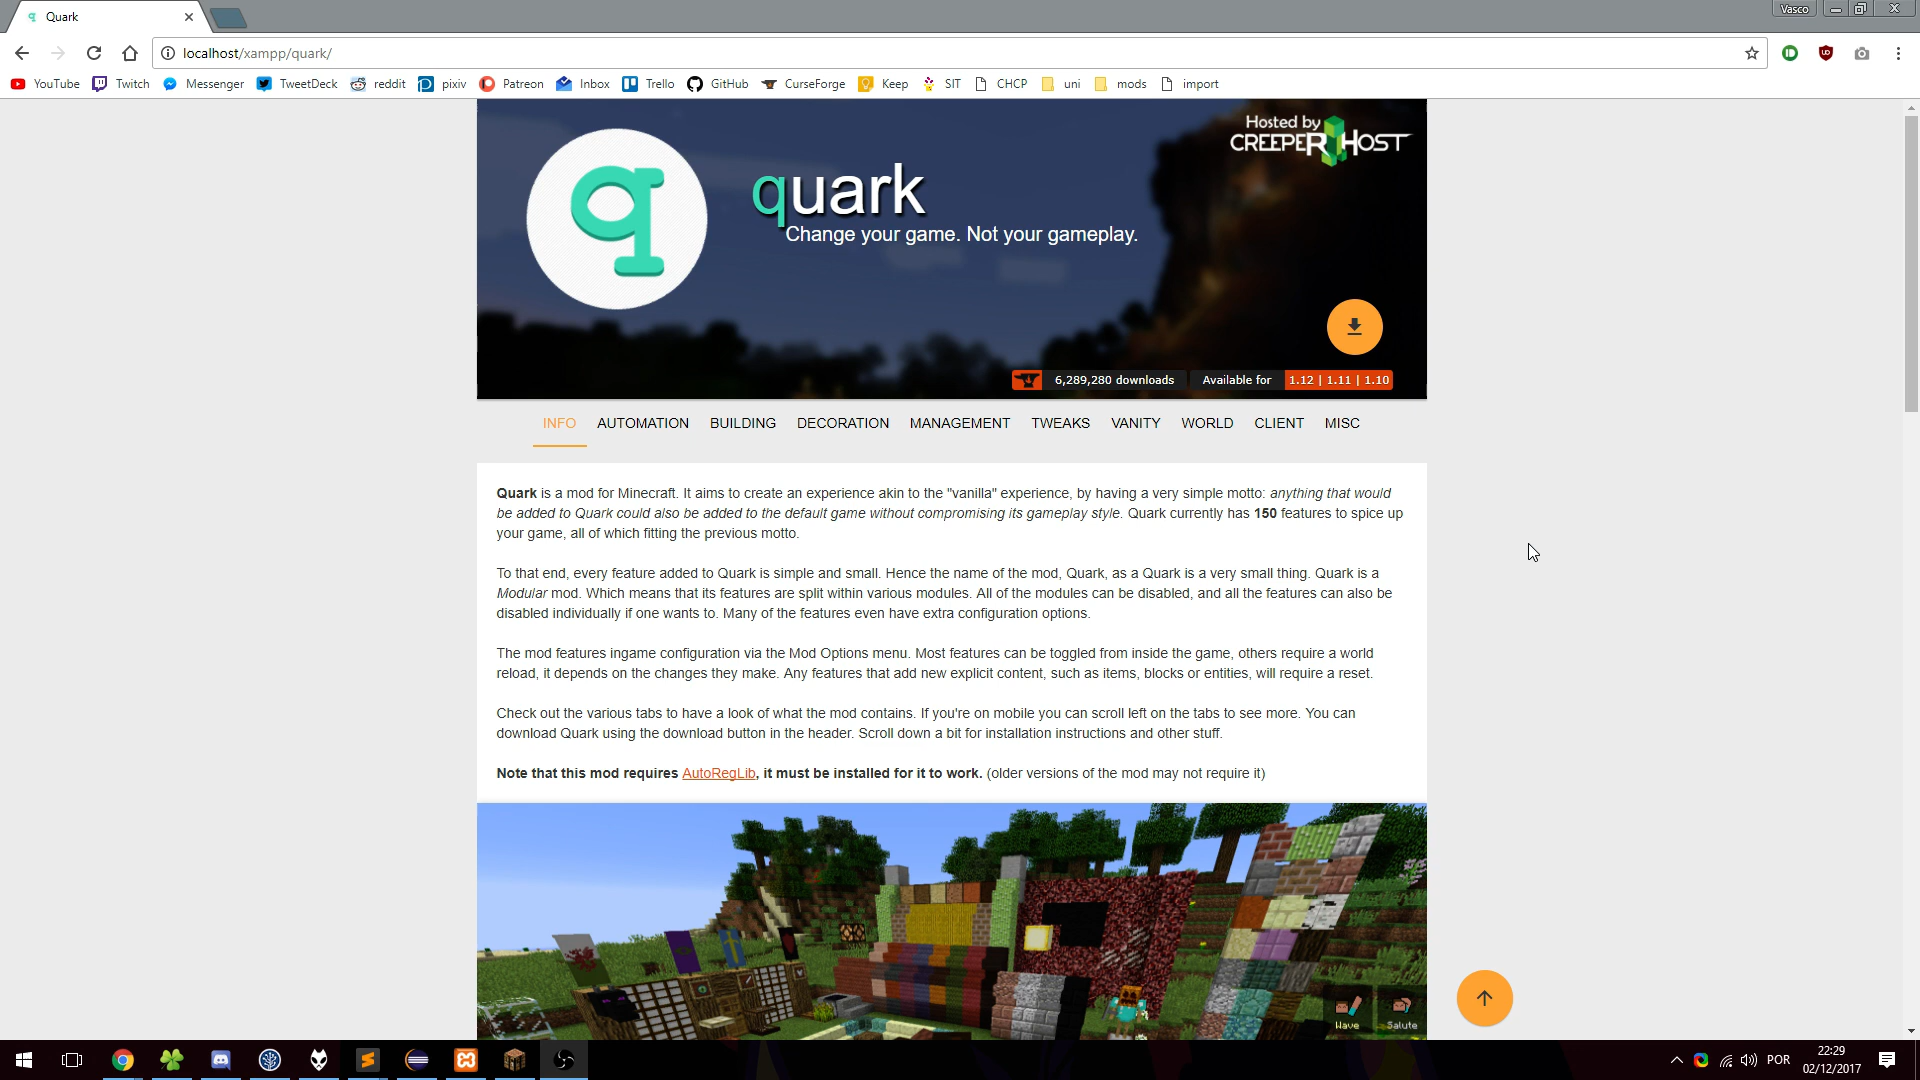 Quark
Vasco
localhost/xampp/quark/
YouTube Twitch Messenger TweetDeck reddit pixiv Patreon Inbox Trello GitHub CurseForge Keep SIT CHCP uni mods import
Hosted by
CREEPERHOST
q
quark
Change your game. Not your gameplay.
6,289,280 downloads Available for 1.12 | 1.11 | 1.10
INFO AUTOMATION BUILDING DECORATION MANAGEMENT TWEAKS VANITY WORLD CLIENT MISC
Quark is a mod for Minecraft. It aims to create an experience akin to the "vanilla" experience, by having a very simple motto: anything that would
be added to Quark could also be added to the default game without compromising its gameplay style. Quark currently has 150 features to spice up
your game, all of which fitting the previous motto.
To that end, every feature added to Quark is simple and small. Hence the name of the mod, Quark, as a Quark is a very small thing. Quark is a
Modular mod. Which means that its features are split within various modules. All of the modules can be disabled, and all the features can also be
disabled individually if one wants to. Many of the features even have extra configuration options.
The mod features ingame configuration via the Mod Options menu. Most features can be toggled from inside the game, others require a world
reload, it depends on the changes they make. Any features that add new explicit content, such as items, blocks or entities, will require a reset.
Check out the various tabs to have a look of what the mod contains. If you're on mobile you can scroll left on the tabs to see more. You can
download Quark using the download button in the header. Scroll down a bit for installation instructions and other stuff.
Note that this mod requires AutoRegLib, it must be installed for it to work. (older versions of the mod may not require it)
Wave Salute
POR
22:29
02/12/2017